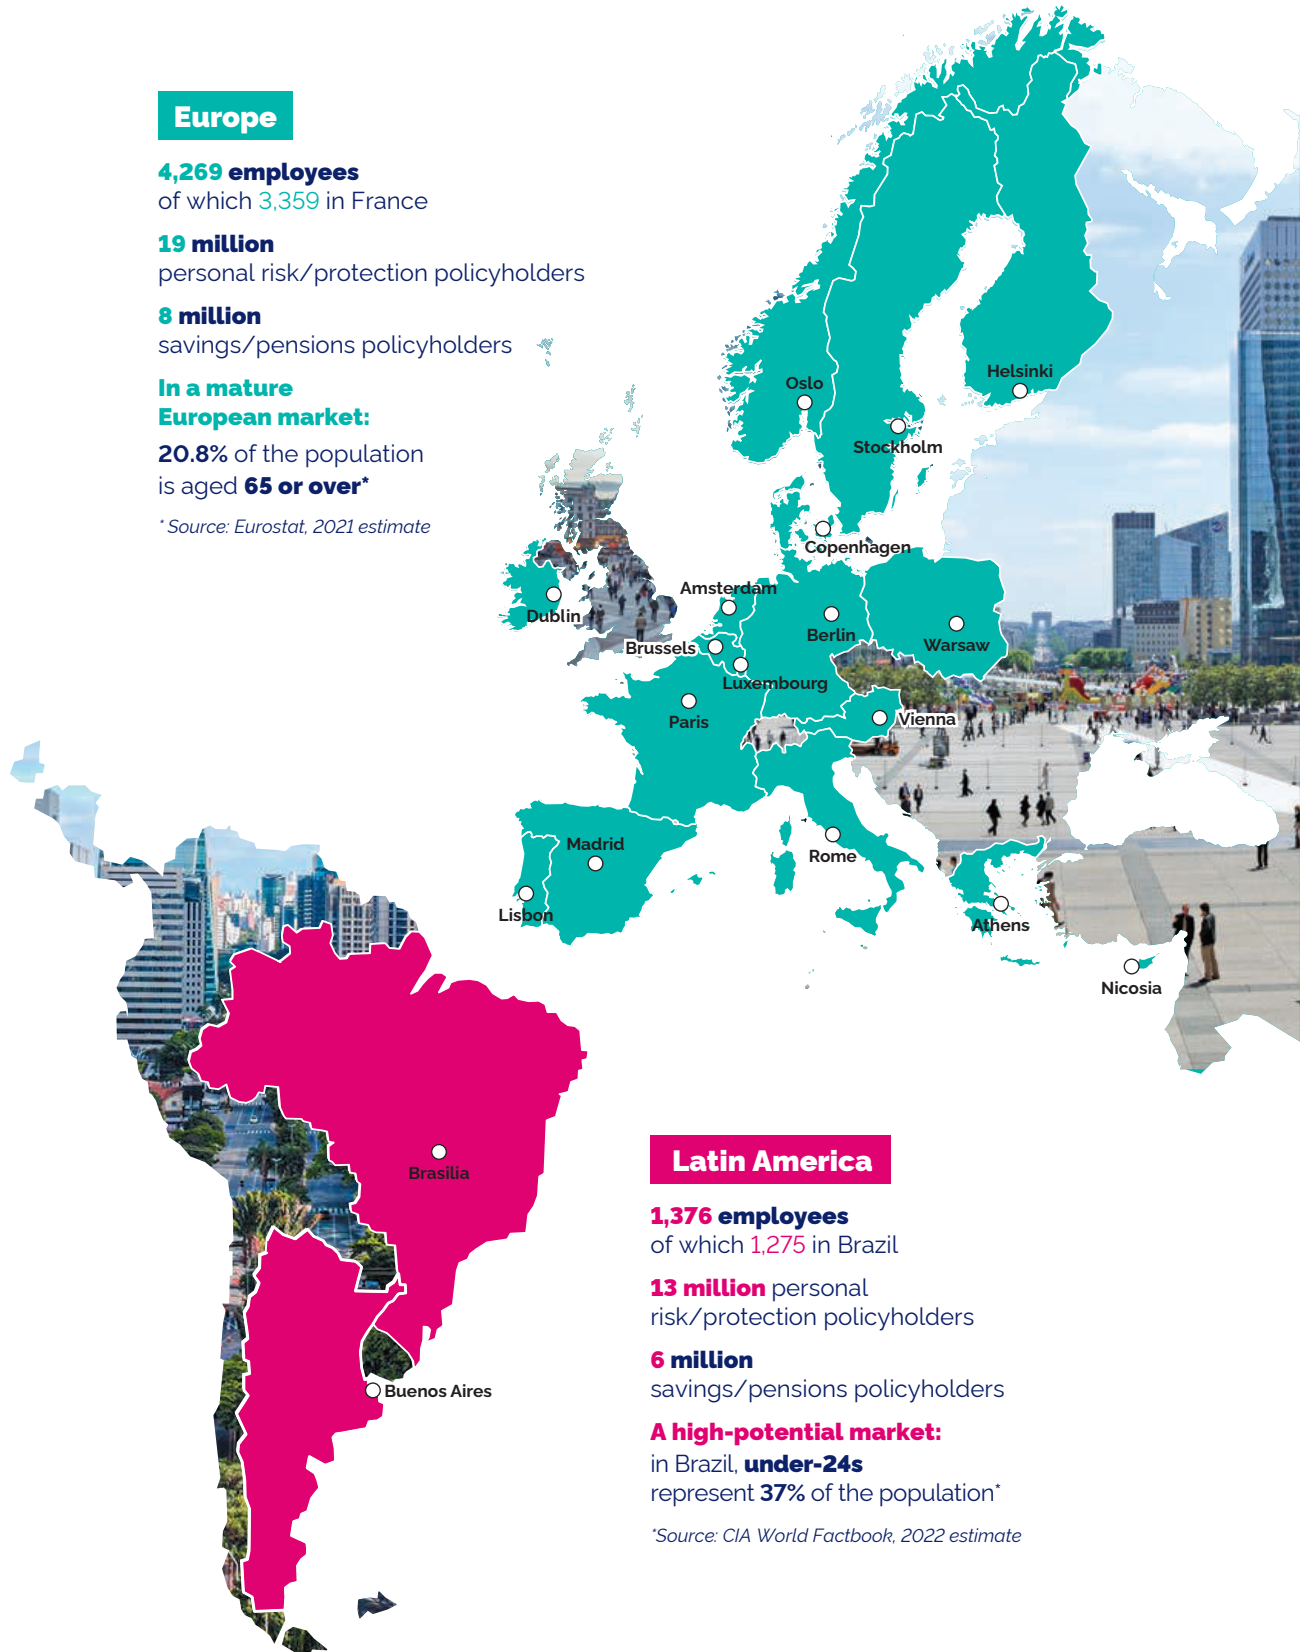 Europe
4,269 employees
of which 3,359 in France
19 million
personal risk/protection policyholders
8 million
savings/pensions policyholders
In a mature
European market:
20.8% of the population
is aged 65 or over*
* Source: Eurostat, 2021 estimate
Oslo
Helsinki
Stockholm
Copenhagen
Amsterdam
Dublin
Berlin
Brussels
Warsaw
Luxembourg
Paris
Vienna
Madrid
Rome
Lisbon
Athens
Nicosia
Brasilia
Buenos Aires
Latin America
1,376 employees
of which 1,275 in Brazil
13 million personal
risk/protection policyholders
6 million
savings/pensions policyholders
A high-potential market:
in Brazil, under-24s
represent 37% of the population*
*Source: CIA World Factbook, 2022 estimate